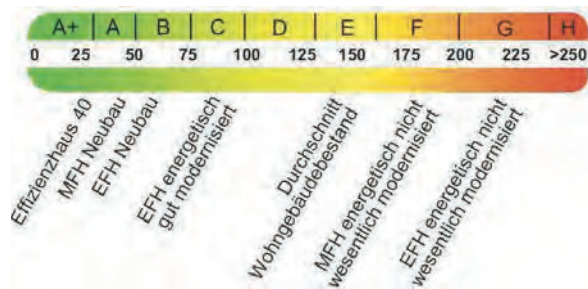 A+ A B C D E F G H
0 25 50 75 100 125 150 175 200 225 >250
Effizienzhaus 40
MFH Neubau
EFH Neubau
EFH energetisch
gut modernisiert
Durchschnitt
Wohngebäudebestand
MFH energetisch nicht
wesentlich modernisiert
EFH energetisch nicht
wesentlich modernisiert